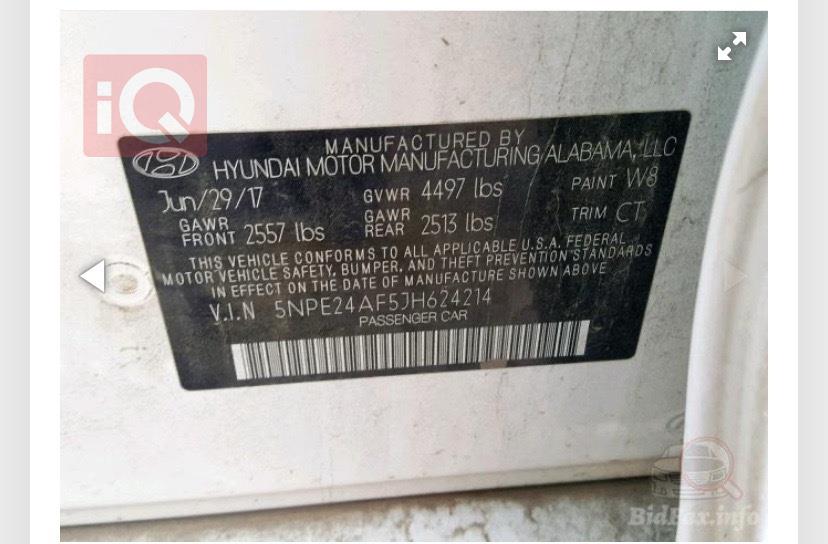 iQ
MANUFACTURED BY
HYUNDAI MOTOR MANUFACTURING ALABAMA, LLC
Jun/29/17 GVWR 4497 lbs PAINT W8
GAWR FRONT 2557 lbs GAWR REAR 2513 lbs TRIM CT
THIS VEHICLE CONFORMS TO ALL APPLICABLE U.S.A. FEDERAL
MOTOR VEHICLE SAFETY, BUMPER, AND THEFT PREVENTION STANDARDS
IN EFFECT ON THE DATE OF MANUFACTURE SHOWN ABOVE
V.I.N 5NPE24AF5JH624214
PASSENGER CAR
BidFax.info